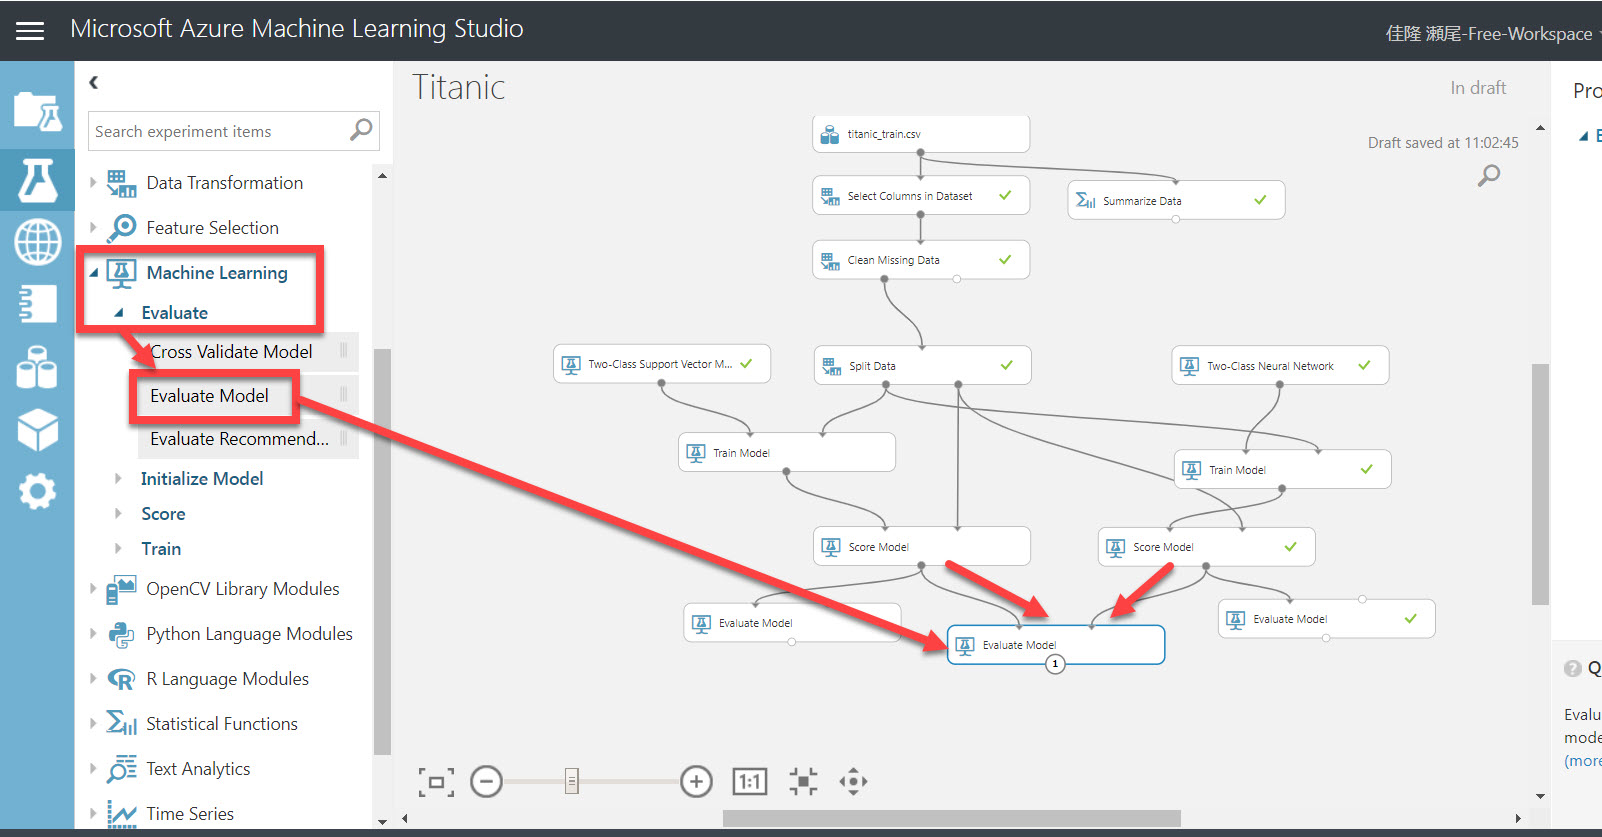 Microsoft Azure Machine Learning Studio
佳隆 瀬尾-Free-Workspace
Titanic
In draft
Draft saved at 11:02:45
Search experiment items
Data Transformation
Feature Selection
Machine Learning
Evaluate
Cross Validate Model
Evaluate Model
Evaluate Recommend...
Initialize Model
Score
Train
OpenCV Library Modules
Python Language Modules
R Language Modules
Statistical Functions
Text Analytics
Time Series
titanic_train.csv
Select Columns in Dataset
Summarize Data
Clean Missing Data
Two-Class Support Vector M...
Split Data
Two-Class Neural Network
Train Model
Train Model
Score Model
Score Model
Evaluate Model
Evaluate Model
Evaluate Model
1
1:1
Pro
E
Q
Evalu
mode
(more